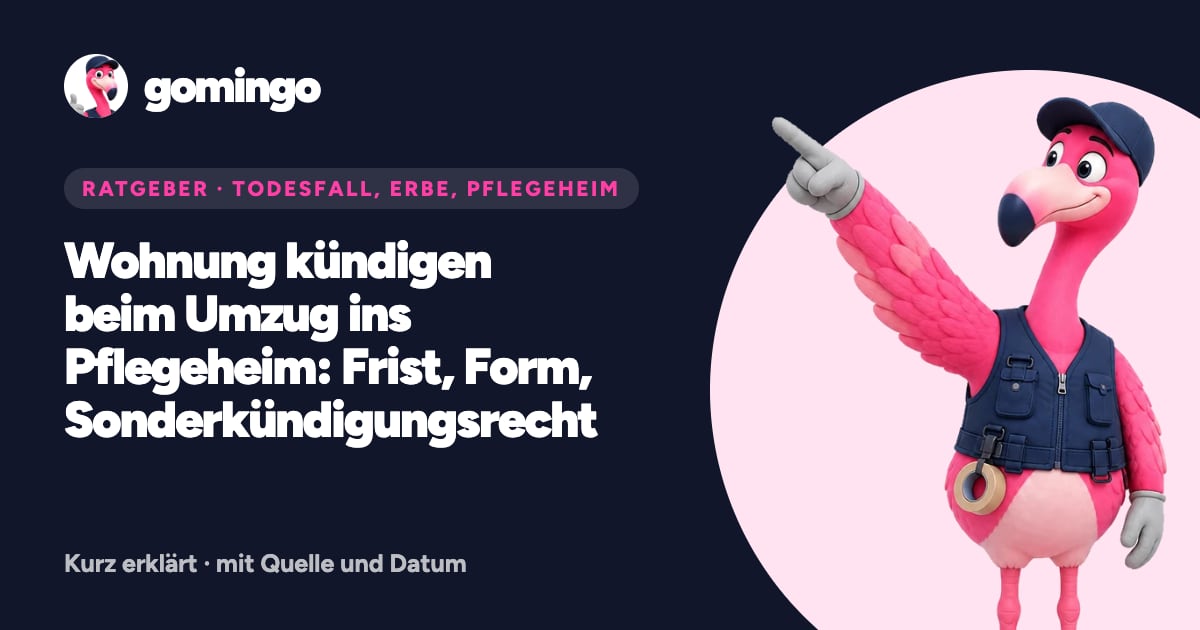 gomingo
RATGEBER · TODESFALL, ERBE, PFLEGEHEIM
Wohnung kündigen
beim Umzug ins
Pflegeheim: Frist, Form,
Sonderkündigungsrecht
Kurz erklärt · mit Quelle und Datum